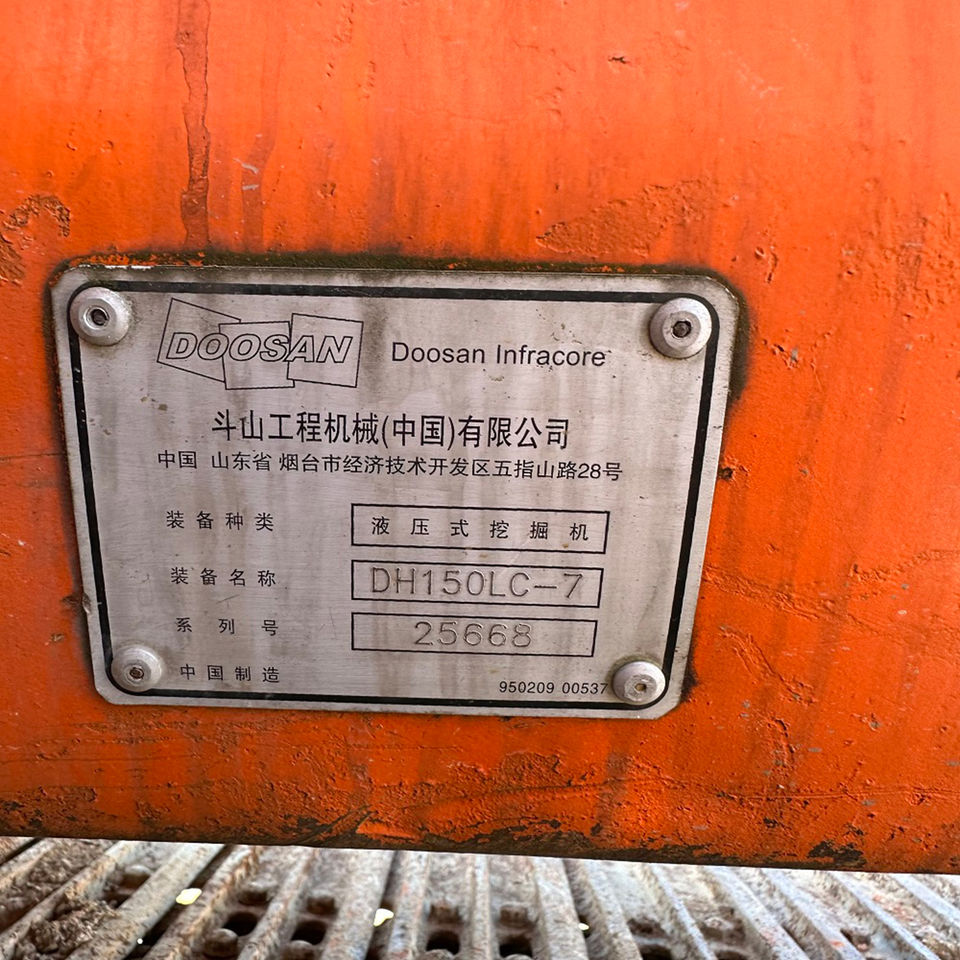 DOOSAN Doosan Infracore
斗山工程机械(中国)有限公司
中国 山东省 烟台市经济技术开发区五指山路28号
装备种类 液压式挖掘机
装备名称 DH150LC-7
系列号 25668
中国制造 950209 00537